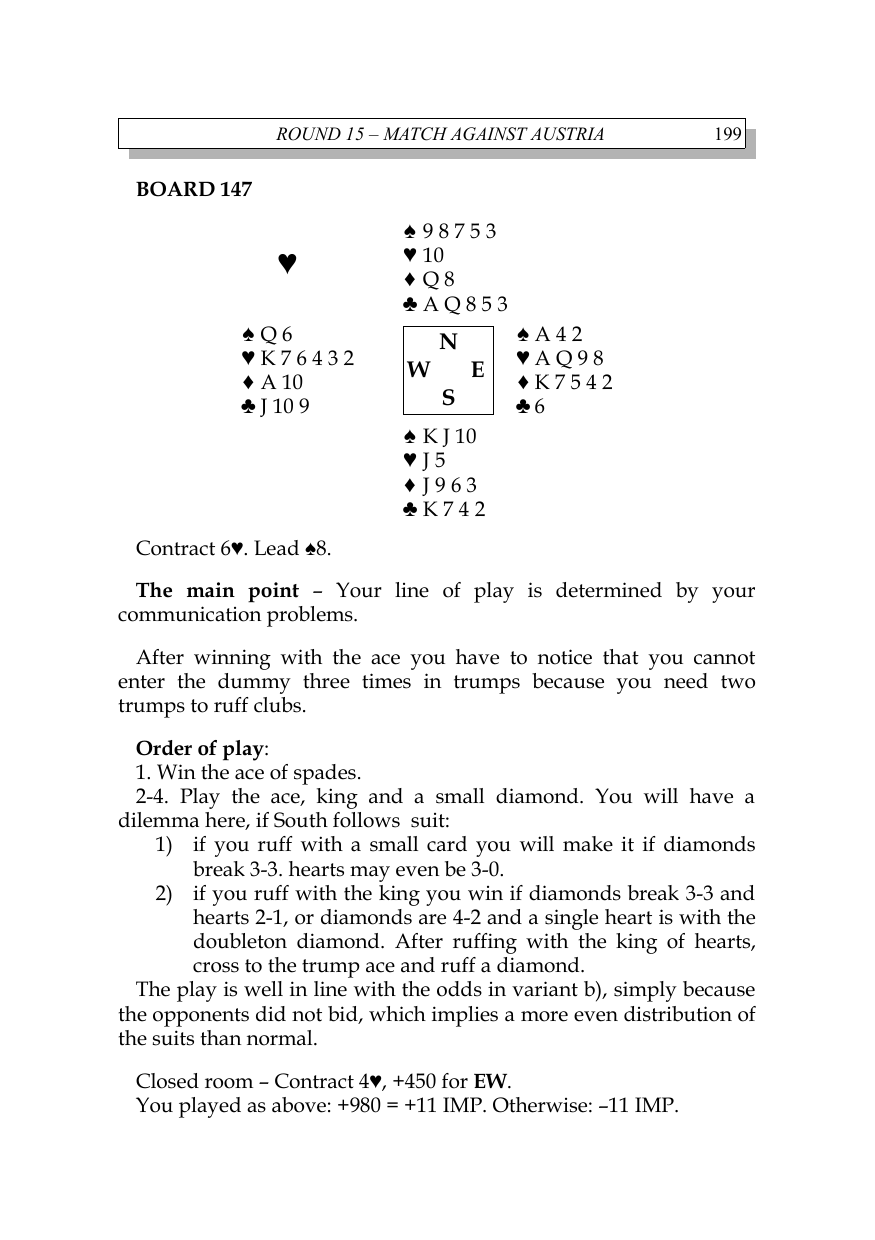 ROUND 15 – MATCH AGAINST AUSTRIA 199
BOARD 147
♠ 9 8 7 5 3
♥ 10
♥
♦ Q 8
♣ A Q 8 5 3
♠ Q 6
♥ K 7 6 4 3 2
♦ A 10
♣ J 10 9
N
W E
S
♠ A 4 2
♥ A Q 9 8
♦ K 7 5 4 2
♣ 6
♠ K J 10
♥ J 5
♦ J 9 6 3
♣ K 7 4 2
Contract 6♥. Lead ♠8.
The main point – Your line of play is determined by your
communication problems.
After winning with the ace you have to notice that you cannot
enter the dummy three times in trumps because you need two
trumps to ruff clubs.
Order of play:
1. Win the ace of spades.
2-4. Play the ace, king and a small diamond. You will have a
dilemma here, if South follows suit:
1) if you ruff with a small card you will make it if diamonds
break 3-3. hearts may even be 3-0.
2) if you ruff with the king you win if diamonds break 3-3 and
hearts 2-1, or diamonds are 4-2 and a single heart is with the
doubleton diamond. After ruffing with the king of hearts,
cross to the trump ace and ruff a diamond.
The play is well in line with the odds in variant b), simply because
the opponents did not bid, which implies a more even distribution of
the suits than normal.
Closed room – Contract 4♥, +450 for EW.
You played as above: +980 = +11 IMP. Otherwise: –11 IMP.